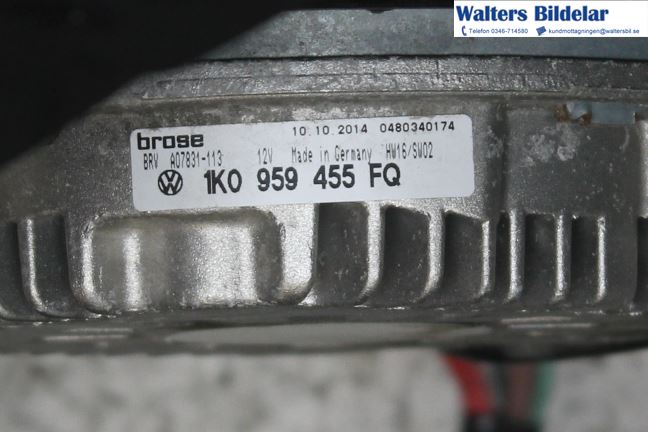 Walters Bildelar
Telefon 0346-714580 kundmottagningen@waltersbil.se
brose 10.10.2014 0480340174
BRV A07831-113 12V Made in Germany HW16/SW02
1K0 959 455 FQ